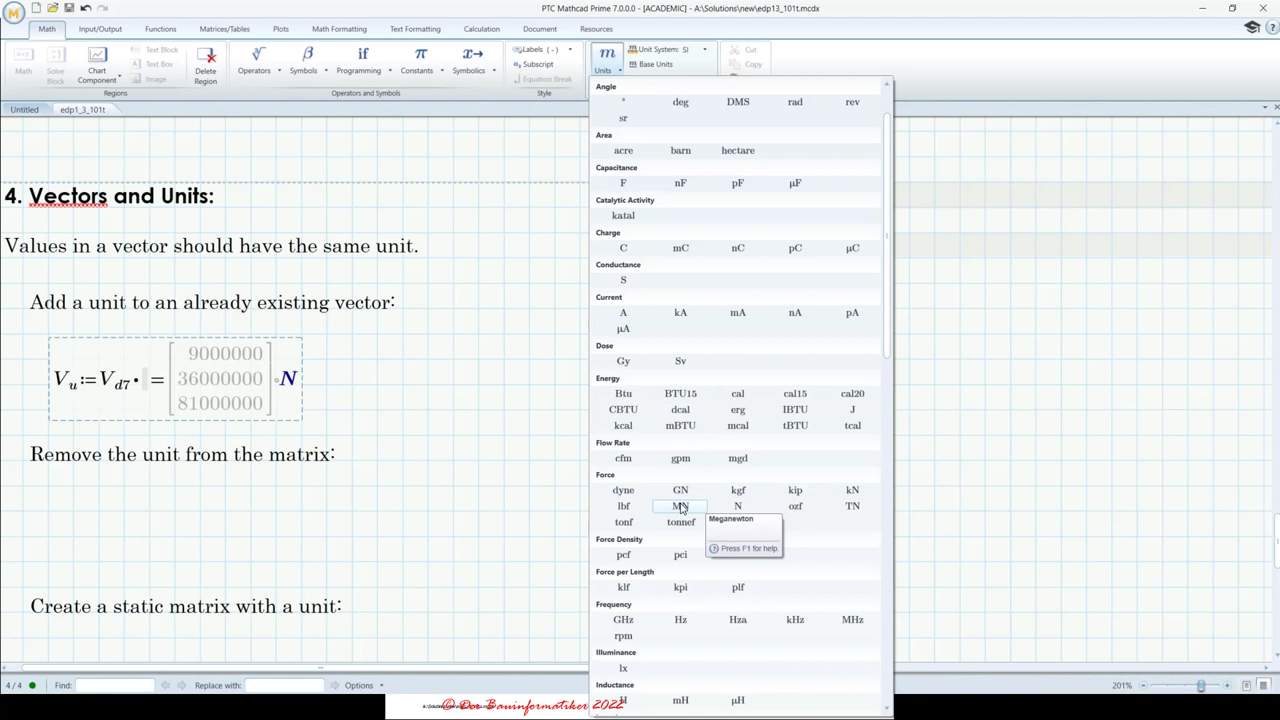 PTC Mathcad Prime 7.0.0.0 - [ACADEMIC] - A:\Solutions\new\edp13_101t.mcdx
Math Input/Output Functions Matrices/Tables Plots Math Formatting Text Formatting Calculation Document Resources
Math
Solve Block
Chart Component
Text Block
Text Box
Image
Delete Region
Operators
Symbols
Programming
Constants
Symbolics
Labels ( - )
Subscript
Equation Break
Units
Unit System: SI
Base Units
Cut
Copy
Regions
Operators and Symbols
Style
Untitled
edp1_3_101t
4. Vectors and Units:
Values in a vector should have the same unit.
Add a unit to an already existing vector:
V_u := V_d7 · = [ 9000000
36000000
81000000 ] · N
Remove the unit from the matrix:
Create a static matrix with a unit:
Angle
° deg DMS rad rev
sr
Area
acre barn hectare
Capacitance
F nF pF μF
Catalytic Activity
katal
Charge
C mC nC pC μC
Conductance
S
Current
A kA mA nA pA
μA
Dose
Gy Sv
Energy
Btu BTU15 cal cal15 cal20
CBTU dcal erg IBTU J
kcal mBTU mcal tBTU tcal
Flow Rate
cfm gpm mgd
Force
dyne GN kgf kip kN
lbf MN N ozf TN
tonf tonnef
Meganewton
Press F1 for help.
Force Density
pcf pci
Force per Length
klf kpi plf
Frequency
GHz Hz Hza kHz MHz
rpm
Illuminance
lx
Inductance
H mH μH
4 / 4 Find: Replace with: Options 201%
© Der Bauinformatiker 2022